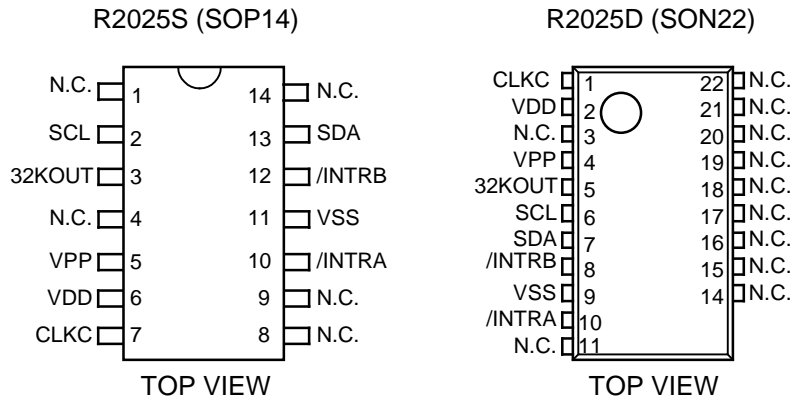 R2025S (SOP14)
N.C. 1 14 N.C.
SCL 2 13 SDA
32KOUT 3 12 /INTRB
N.C. 4 11 VSS
VPP 5 10 /INTRA
VDD 6 9 N.C.
CLKC 7 8 N.C.
TOP VIEW
R2025D (SON22)
CLKC 1 22 N.C.
VDD 2 21 N.C.
N.C. 3 20 N.C.
VPP 4 19 N.C.
32KOUT 5 18 N.C.
SCL 6 17 N.C.
SDA 7 16 N.C.
/INTRB 8 15 N.C.
VSS 9 14 N.C.
/INTRA 10
N.C. 11
TOP VIEW